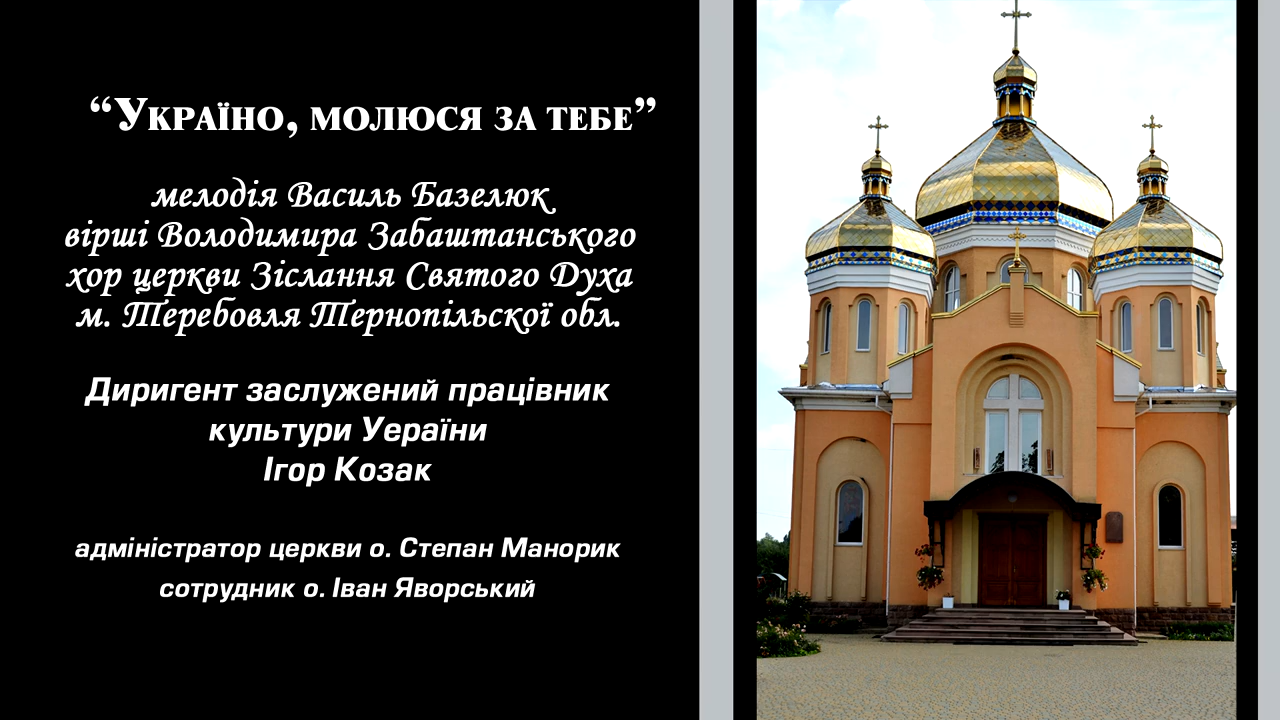 “Україно, молюся за тебе”
мелодія Василь Базелюк
вірші Володимира Забаштанського
хор церкви Зіслання Святого Духа
м. Теребовля Тернопільскої обл.
Диригент заслужений працівник
культури Уераїни
Ігор Козак
адміністратор церкви о. Степан Манорик
сотрудник о. Іван Яворський